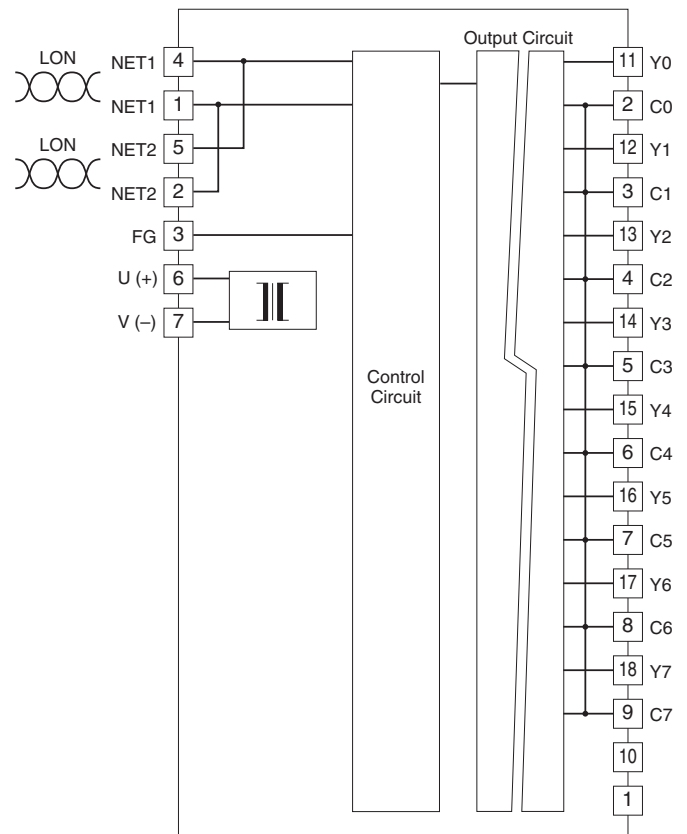 Output Circuit
LON
NET1 4
NET1 1
LON
NET2 5
NET2 2
FG 3
U (+) 6
V (–) 7
Control
Circuit
11 Y0
2 C0
12 Y1
3 C1
13 Y2
4 C2
14 Y3
5 C3
15 Y4
6 C4
16 Y5
7 C5
17 Y6
8 C6
18 Y7
9 C7
10
1